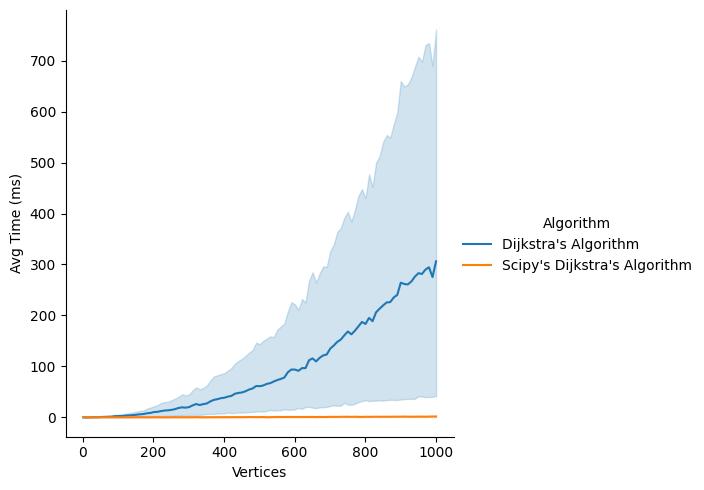 700
600
500
400
300
200
100
0
Avg Time (ms)
0 200 400 600 800 1000
Vertices
Algorithm
Dijkstra's Algorithm
Scipy's Dijkstra's Algorithm